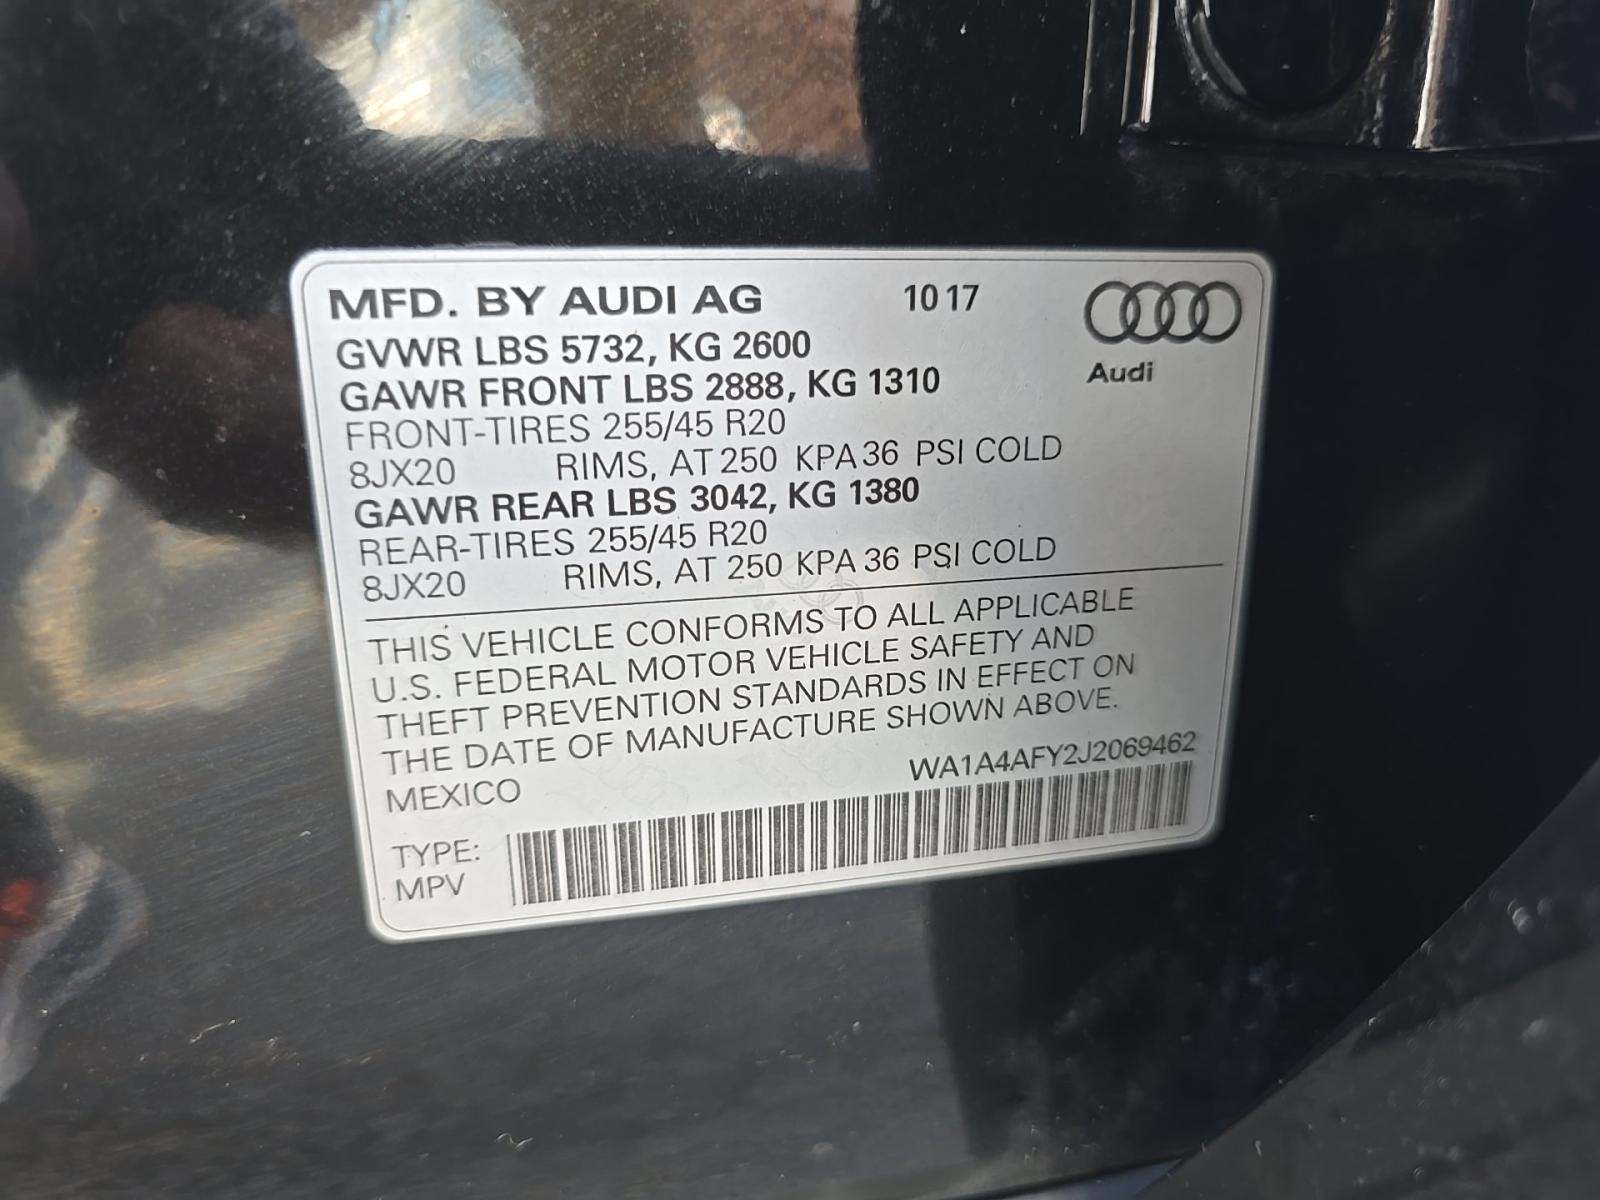 MFD. BY AUDI AG 10 17
GVWR LBS 5732, KG 2600
GAWR FRONT LBS 2888, KG 1310
Audi
FRONT-TIRES 255/45 R20
8JX20 RIMS, AT 250 KPA 36 PSI COLD
GAWR REAR LBS 3042, KG 1380
REAR-TIRES 255/45 R20
8JX20 RIMS, AT 250 KPA 36 PSI COLD
THIS VEHICLE CONFORMS TO ALL APPLICABLE
U.S. FEDERAL MOTOR VEHICLE SAFETY AND
THEFT PREVENTION STANDARDS IN EFFECT ON
THE DATE OF MANUFACTURE SHOWN ABOVE.
MEXICO WA1A4AFY2J2069462
TYPE:
MPV